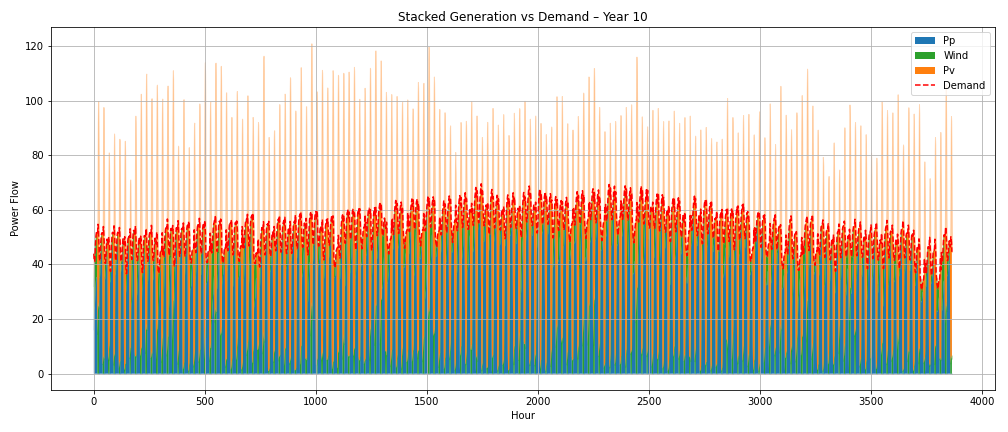 Stacked Generation vs Demand – Year 10
Pp
Wind
Pv
Demand
Power Flow
120
100
80
60
40
20
0
0 500 1000 1500 2000 2500 3000 3500 4000
Hour